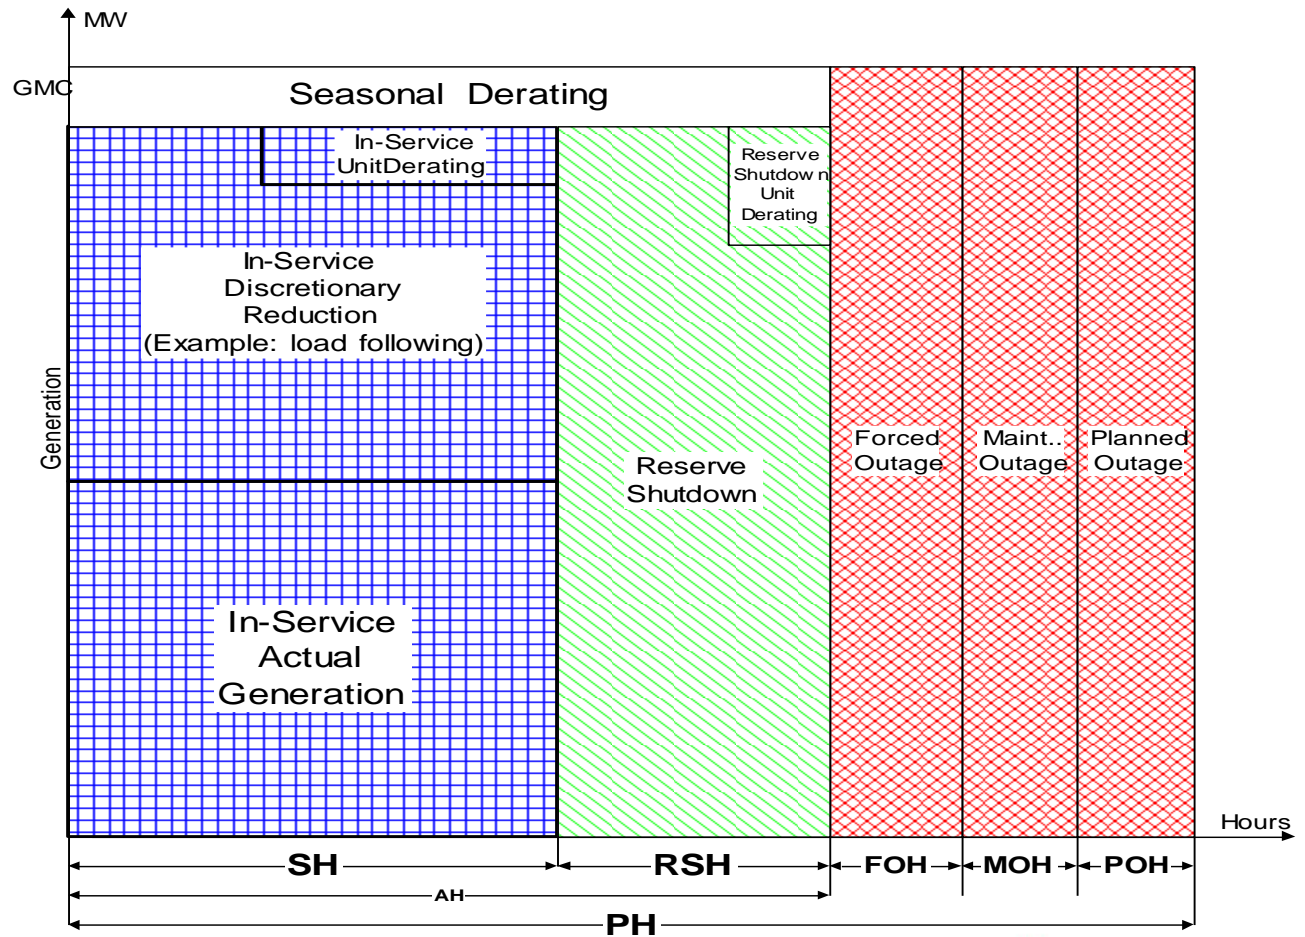 MW
GMC
Seasonal Derating
In-Service
UnitDerating
Reserve
Shutdown
Unit
Derating
In-Service
Discretionary
Reduction
(Example: load following)
Generation
Forced
Outage
Maint..
Outage
Planned
Outage
Reserve
Shutdown
In-Service
Actual
Generation
Hours
SH
RSH
FOH
MOH
POH
AH
PH